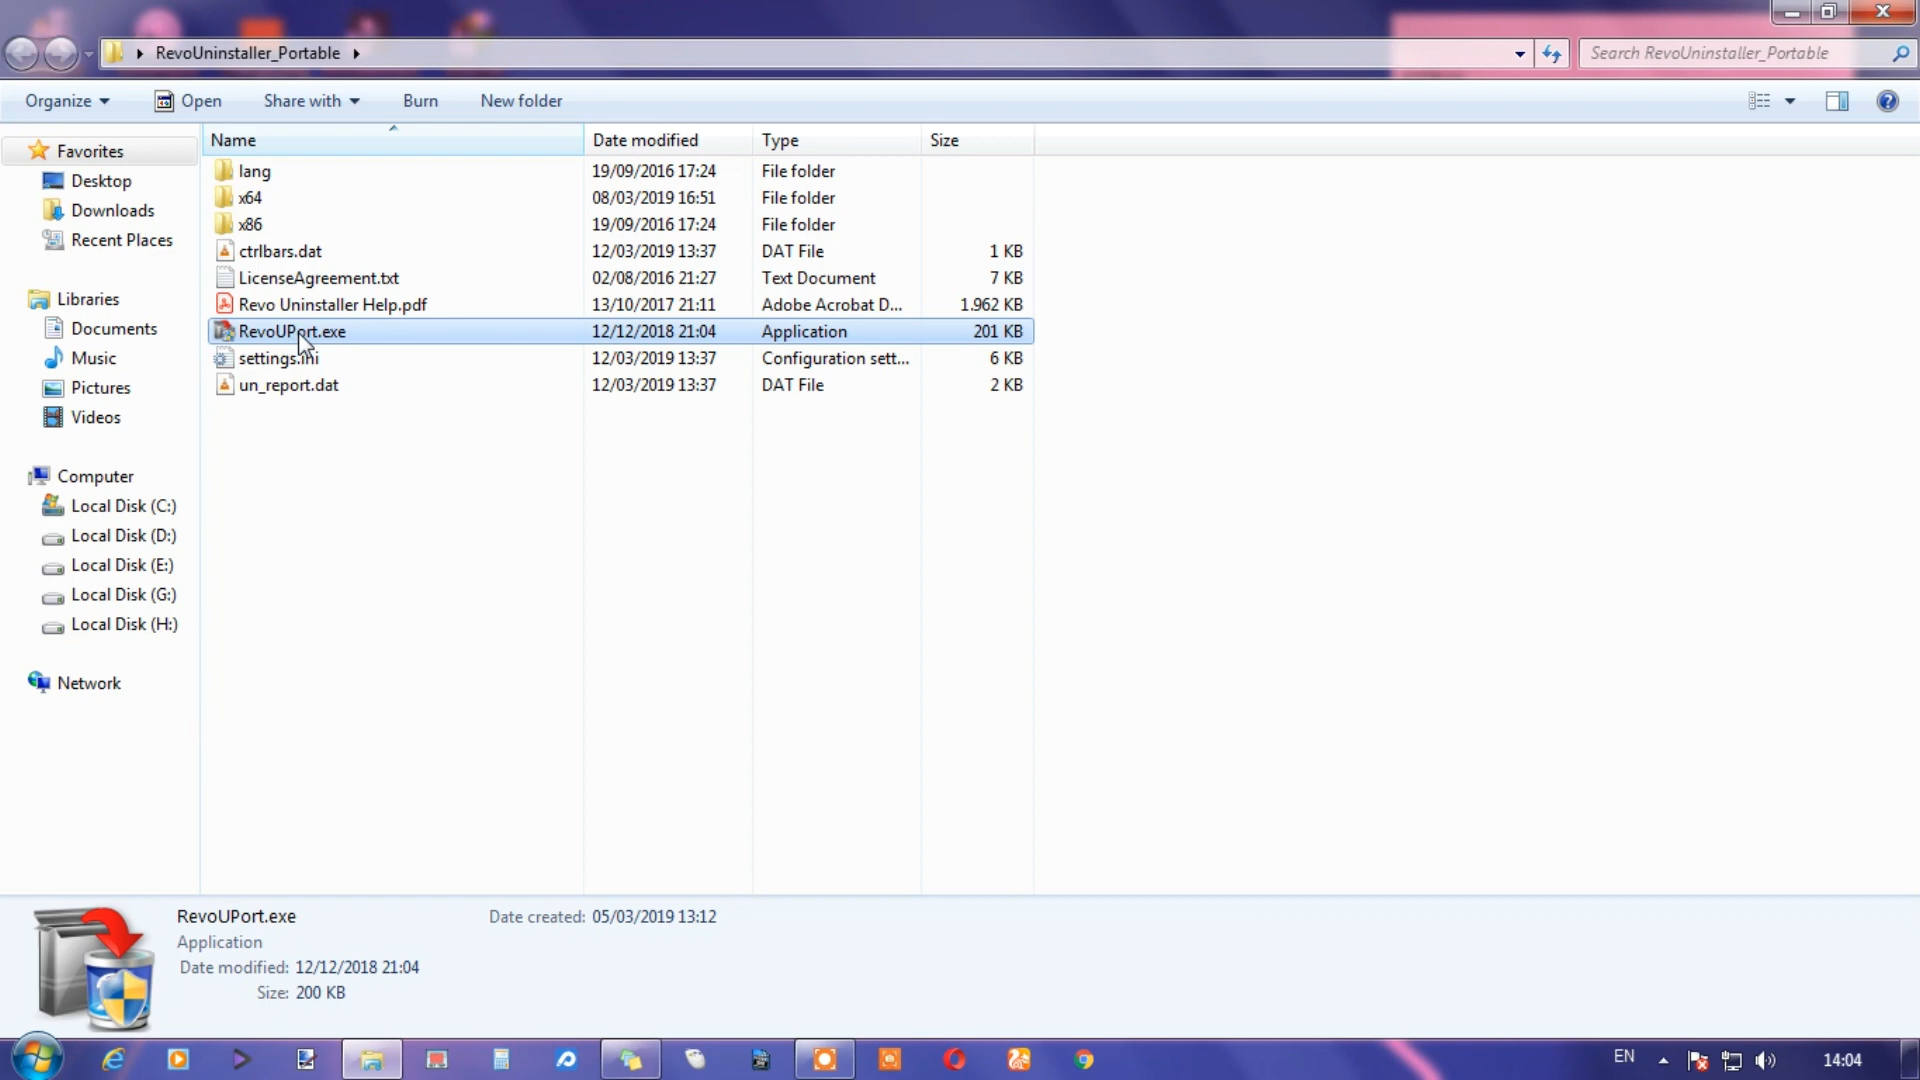 RevoUninstaller_Portable
Search RevoUninstaller_Portable
Organize Open Share with Burn New folder
Name Date modified Type Size
Favorites
Desktop
Downloads
Recent Places
Libraries
Documents
Music
Pictures
Videos
Computer
Local Disk (C:)
Local Disk (D:)
Local Disk (E:)
Local Disk (G:)
Local Disk (H:)
Network
lang 19/09/2016 17:24 File folder
x64 08/03/2019 16:51 File folder
x86 19/09/2016 17:24 File folder
ctrlbars.dat 12/03/2019 13:37 DAT File 1 KB
LicenseAgreement.txt 02/08/2016 21:27 Text Document 7 KB
Revo Uninstaller Help.pdf 13/10/2017 21:11 Adobe Acrobat D... 1.962 KB
RevoUPort.exe 12/12/2018 21:04 Application 201 KB
settings.ini 12/03/2019 13:37 Configuration sett... 6 KB
un_report.dat 12/03/2019 13:37 DAT File 2 KB
RevoUPort.exe Date created: 05/03/2019 13:12
Application
Date modified: 12/12/2018 21:04
Size: 200 KB
EN 14:04